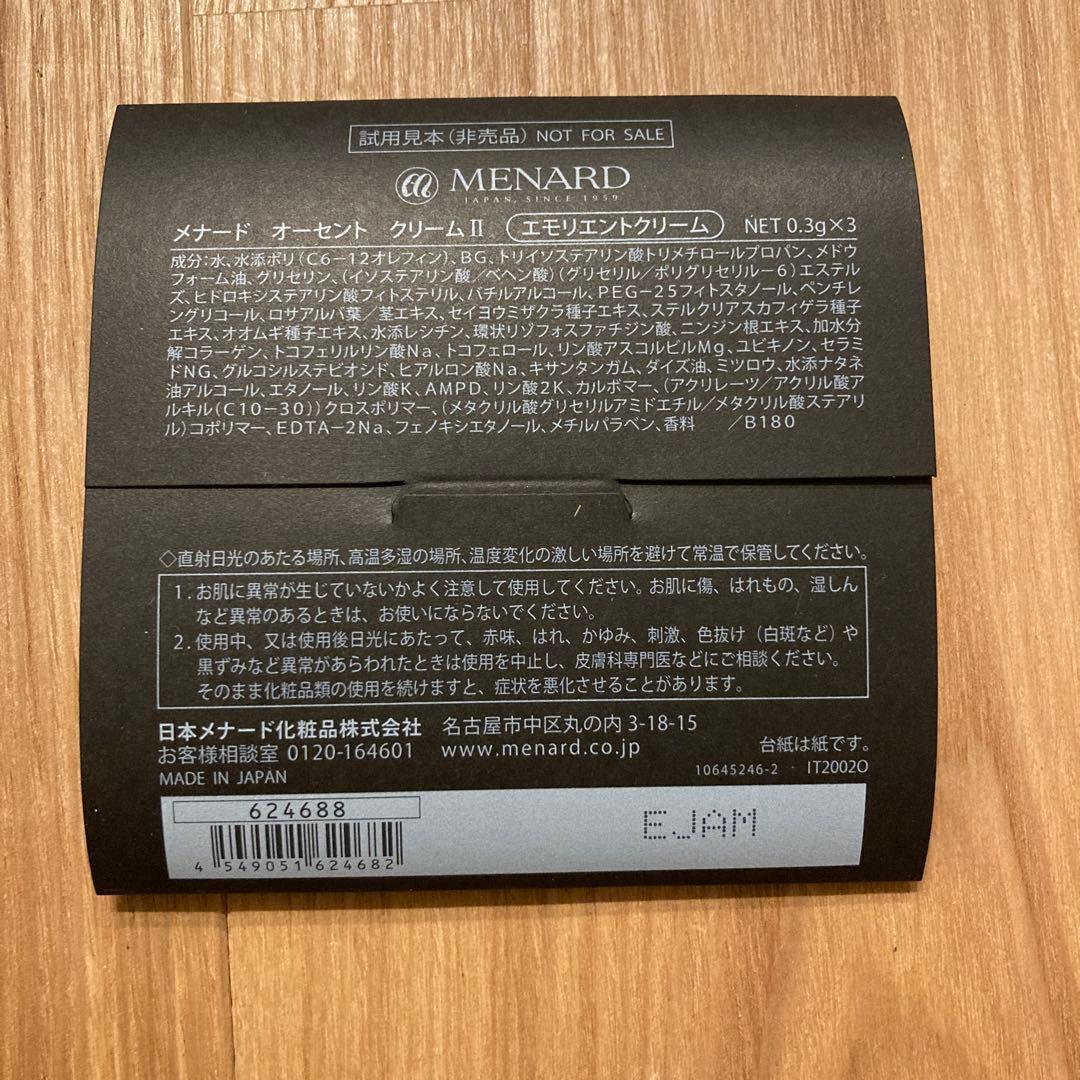 試用見本(非売品) NOT FOR SALE
MENARD
JAPAN, SINCE 1959
メナード オーセント クリームⅡ エモリエントクリーム NET 0.3g×3
成分:水、水添ポリ(C6-12オレフィン)、BG、トリイソステアリン酸トリメチロールプロパン、メドウ
フォーム油、グリセリン、(イソステアリン酸/ベヘン酸)(グリセリル/ポリグリセリル-6)エステル
ズ、ヒドロキシステアリン酸フィトステリル、バチルアルコール、PEG-25フィトスタノール、ペンチレ
ングリコール、ロサアルバ葉/茎エキス、セイヨウミザクラ種子エキス、ステルクリアスカフィゲラ種子
エキス、オオムギ種子エキス、水添レシチン、環状リゾフォスファチジン酸、ニンジン根エキス、加水分
解コラーゲン、トコフェリルリン酸Na、トコフェロール、リン酸アスコルビルMg、ユビキノン、セラミ
ドNG、グルコシルステビオシド、ヒアルロン酸Na、キサンタンガム、ダイズ油、ミツロウ、水添ナタネ
油アルコール、エタノール、リン酸K、AMPD、リン酸2K、カルボマー、(アクリレーツ/アクリル酸ア
ルキル(C10-30))クロスポリマー、(メタクリル酸グリセリルアミドエチル/メタクリル酸ステアリ
ル)コポリマー、EDTA-2Na、フェノキシエタノール、メチルパラベン、香料 /B180
◇直射日光のあたる場所、高温多湿の場所、温度変化の激しい場所を避けて常温で保管してください。
1. お肌に異常が生じていないかよく注意して使用してください。お肌に傷、はれもの、湿しん
など異常のあるときは、お使いにならないでください。
2. 使用中、又は使用後日光にあたって、赤味、はれ、かゆみ、刺激、色抜け(白斑など)や
黒ずみなど異常があらわれたときは使用を中止し、皮膚科専門医などにご相談ください。
そのまま化粧品類の使用を続けますと、症状を悪化させることがあります。
日本メナード化粧品株式会社 名古屋市中区丸の内 3-18-15
お客様相談室 0120-164601 www.menard.co.jp 台紙は紙です。
MADE IN JAPAN 10645246-2 IT2002O
624688
EJAM
4 549051 624682